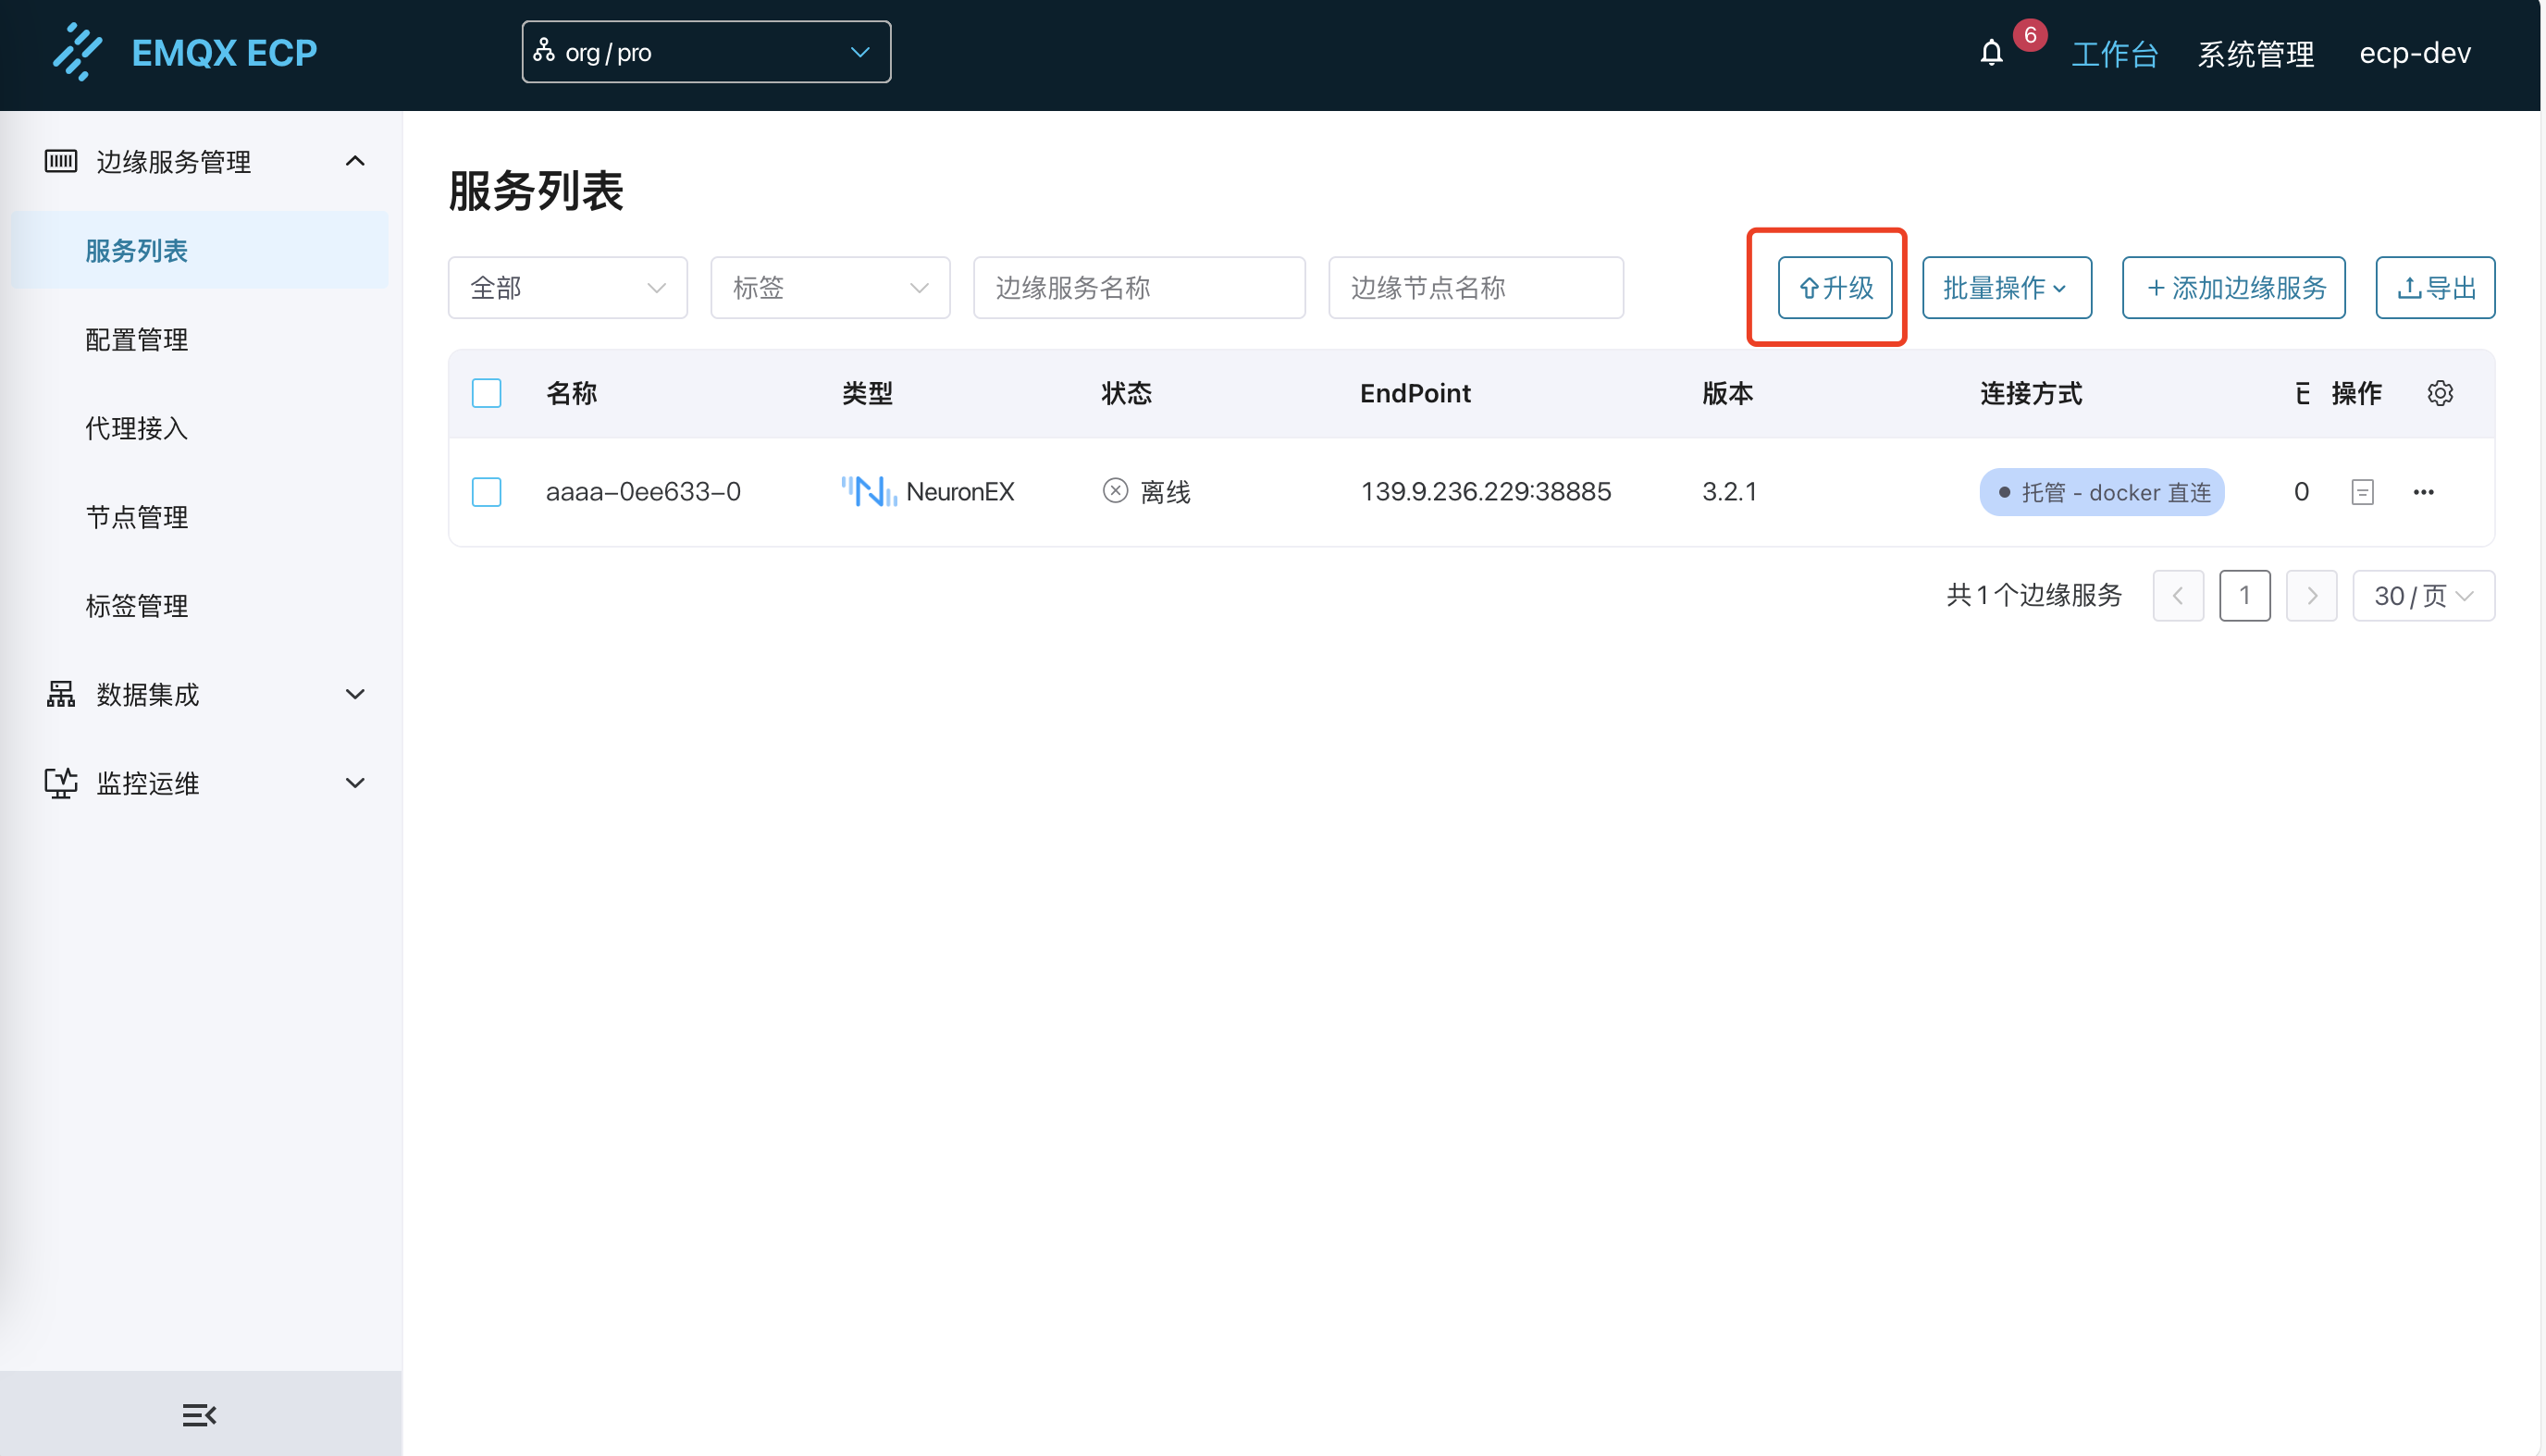 EMQX ECP
org / pro
6
工作台
系统管理
ecp-dev
边缘服务管理
服务列表
配置管理
代理接入
节点管理
标签管理
数据集成
监控运维
服务列表
全部
标签
边缘服务名称
边缘节点名称
升级
批量操作
+ 添加边缘服务
导出
名称 类型 状态 EndPoint 版本 连接方式 操作
aaaa-0ee633-0 NeuronEX 离线 139.9.236.229:38885 3.2.1 托管 - docker 直连 0
共 1 个边缘服务 1 30 / 页